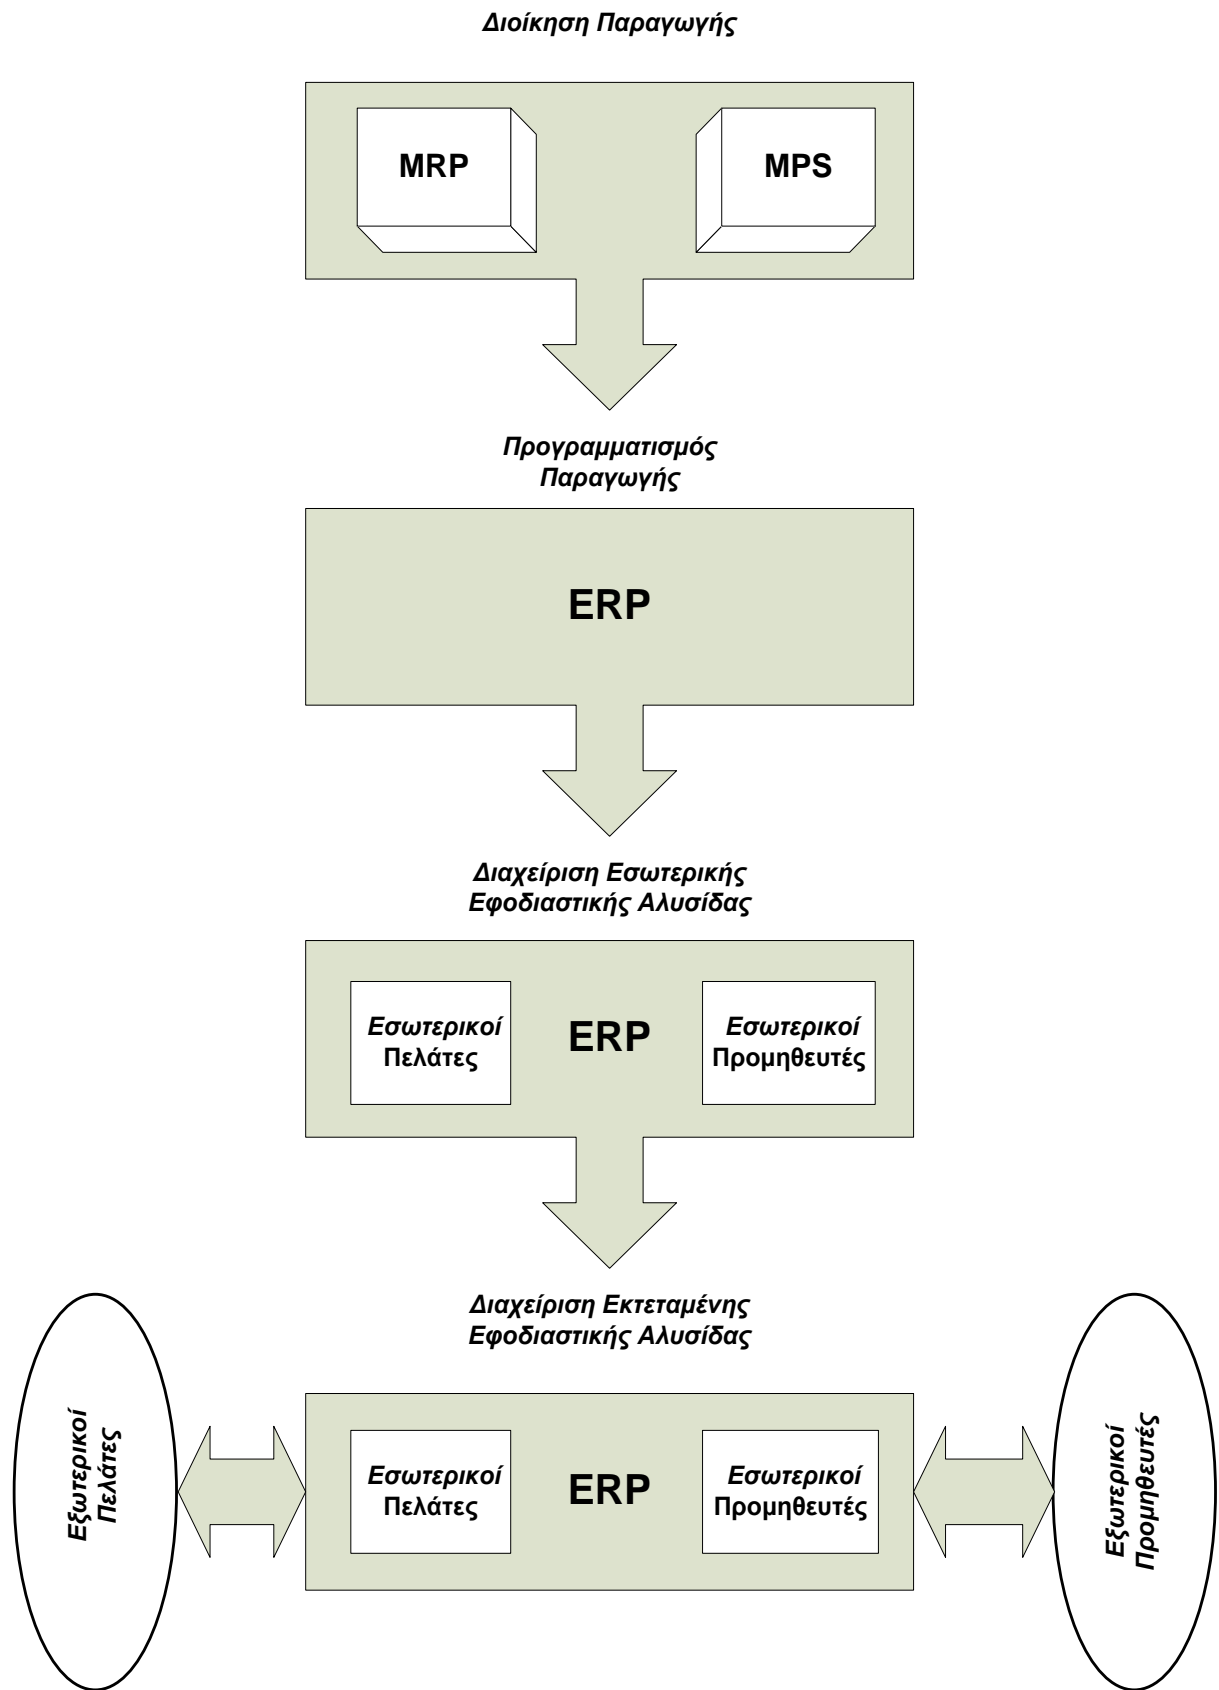 Διοίκηση Παραγωγής
MRP
MPS
Προγραμματισμός
Παραγωγής
ERP
Διαχείριση Εσωτερικής
Εφοδιαστικής Αλυσίδας
Εσωτερικοί
Πελάτες
ERP
Εσωτερικοί
Προμηθευτές
Διαχείριση Εκτεταμένης
Εφοδιαστικής Αλυσίδας
Εξωτερικοί
Πελάτες
Εσωτερικοί
Πελάτες
ERP
Εσωτερικοί
Προμηθευτές
Εξωτερικοί
Προμηθευτές